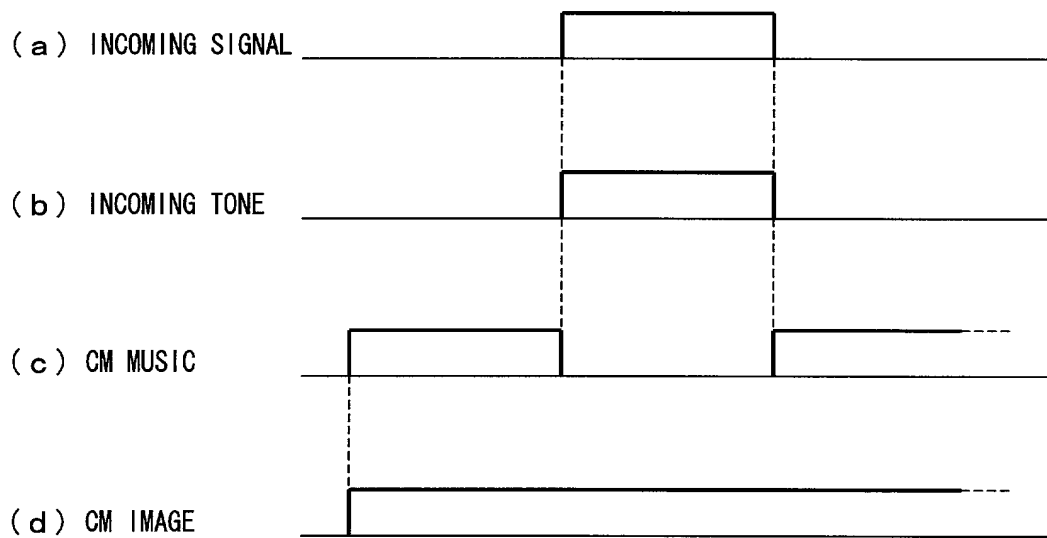 (a) INCOMING SIGNAL
(b) INCOMING TONE
(c) CM MUSIC
(d) CM IMAGE